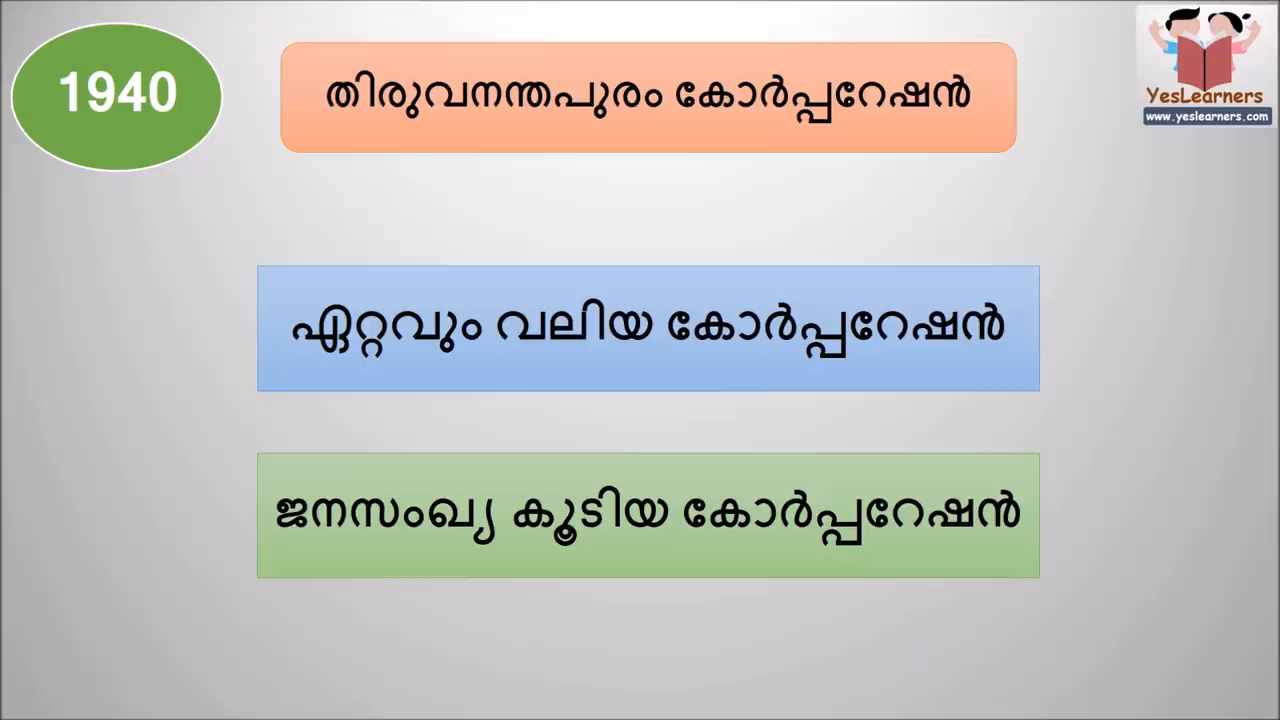 1940
തിരുവനന്തപുരം കോർപ്പറേഷൻ
YesLearners
www.yeslearners.com
ഏറ്റവും വലിയ കോർപ്പറേഷൻ
ജനസംഖ്യ കൂടിയ കോർപ്പറേഷൻ